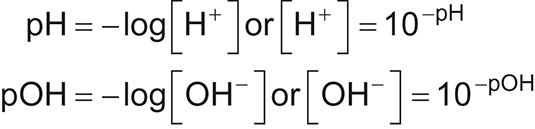 pH = −log[H⁺] or [H⁺] = 10⁻ᵖᴴ
pOH = −log[OH⁻] or [OH⁻] = 10⁻ᵖᴼᴴ